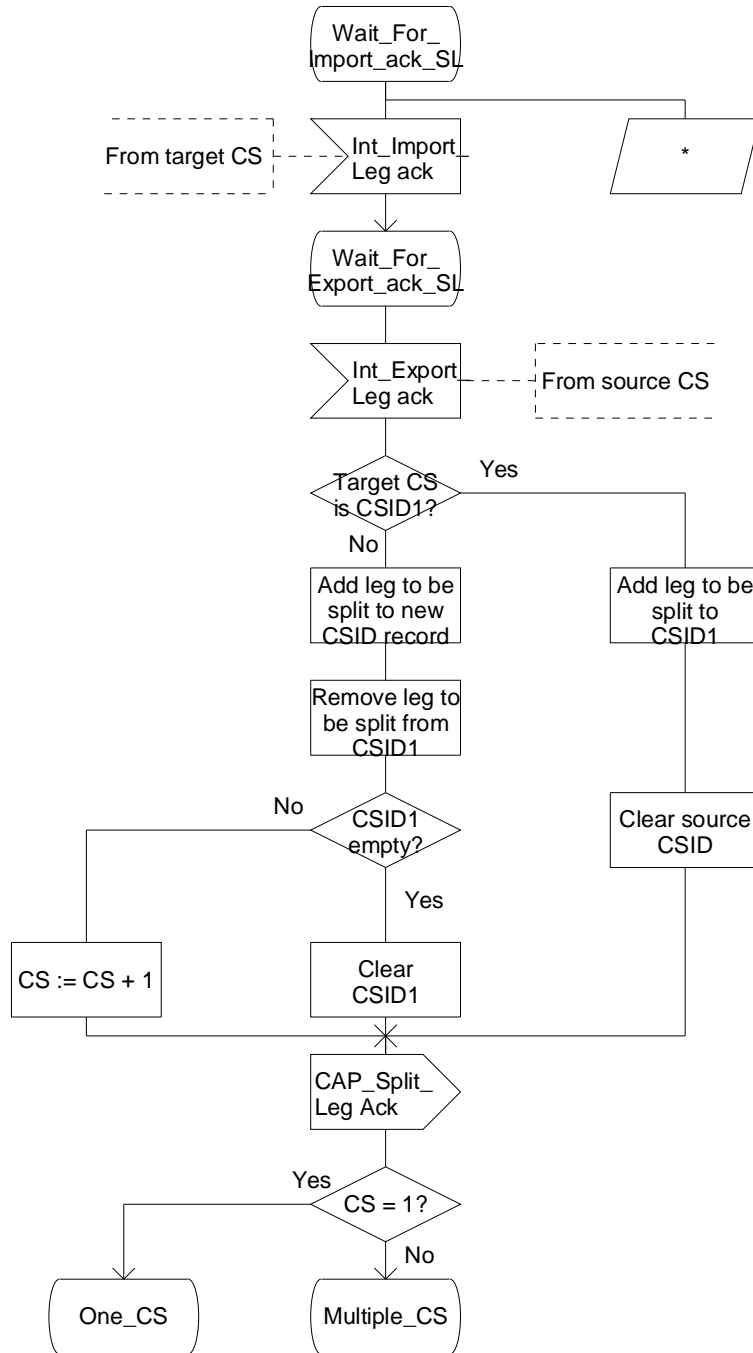 Wait_For_
Import_ack_SL
From target CS
Int_Import_
Leg ack
*
Wait_For_
Export_ack_SL
Int_Export_
Leg ack
From source CS
Target CS
is CSID1?
Yes
No
Add leg to be
split to new
CSID record
Add leg to be
split to
CSID1
Remove leg to
be split from
CSID1
No
CSID1
empty?
Clear source
CSID
Yes
CS := CS + 1
Clear
CSID1
CAP_Split_
Leg Ack
Yes
CS = 1?
No
One_CS
Multiple_CS